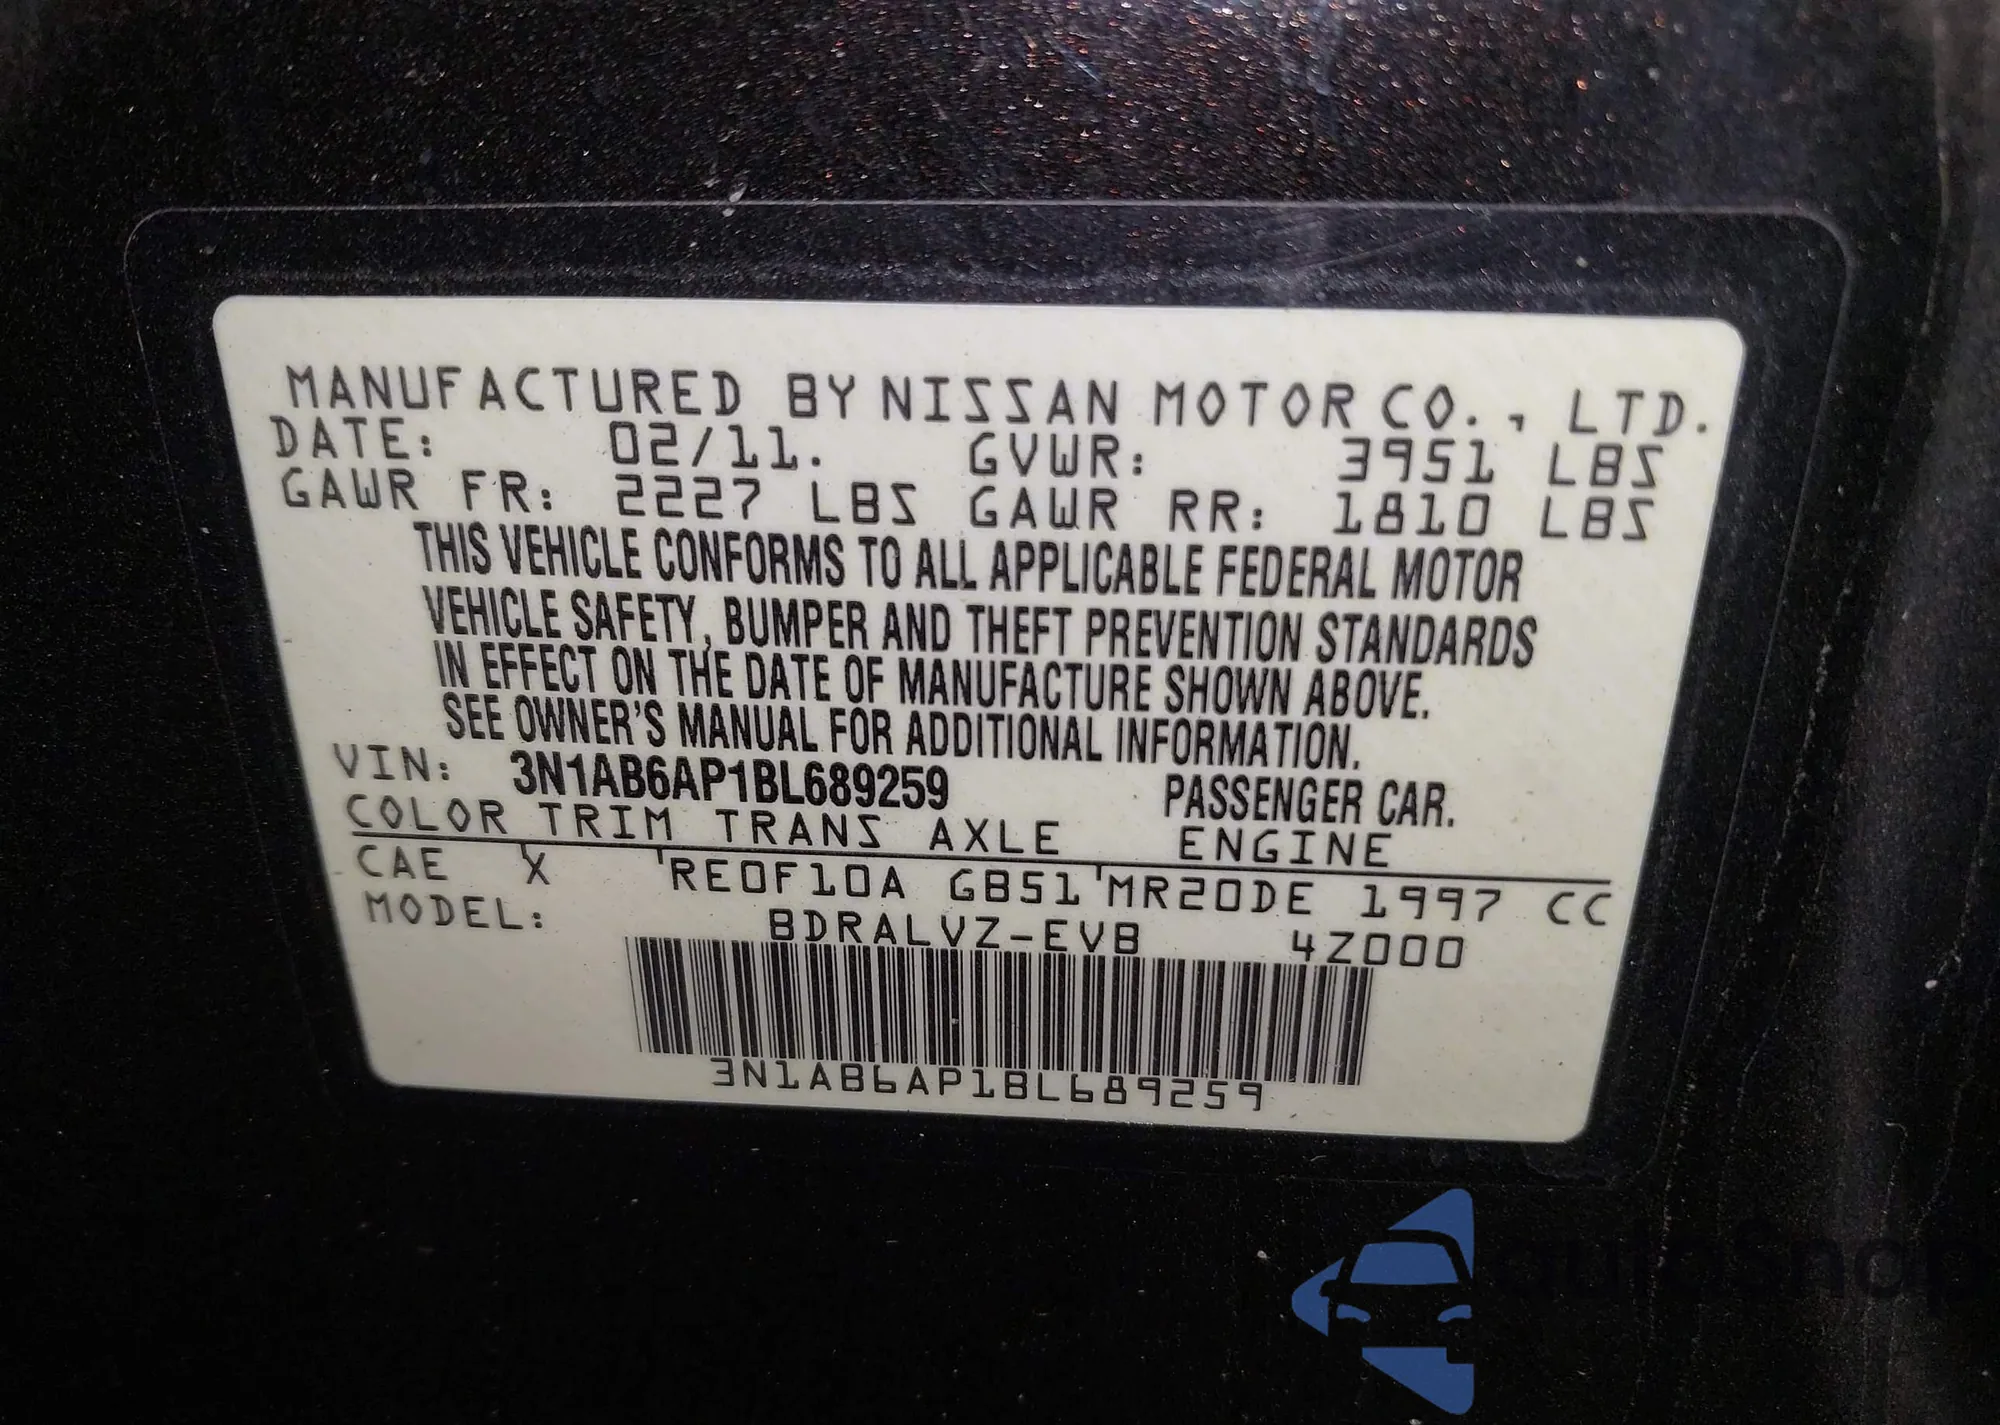 MANUFACTURED BY NISSAN MOTOR CO., LTD.
DATE: 02/11. GVWR: 3951 LBS
GAWR FR: 2227 LBS GAWR RR: 1810 LBS
THIS VEHICLE CONFORMS TO ALL APPLICABLE FEDERAL MOTOR
VEHICLE SAFETY, BUMPER AND THEFT PREVENTION STANDARDS
IN EFFECT ON THE DATE OF MANUFACTURE SHOWN ABOVE.
SEE OWNER'S MANUAL FOR ADDITIONAL INFORMATION.
VIN: 3N1AB6AP1BL689259 PASSENGER CAR.
COLOR TRIM TRANS AXLE ENGINE
CAE X RE0F10A GB51 MR20DE 1997 CC
MODEL: BDRALVZ-EVB 4Z000
3N1AB6AP1BL689259